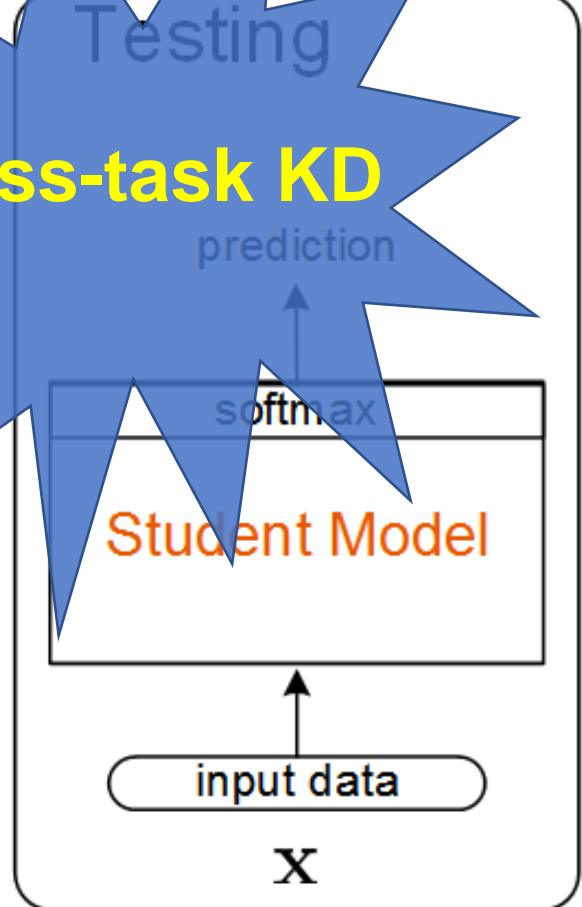 Testing
ss-task KD
prediction
softmax
Student Model
input data
x